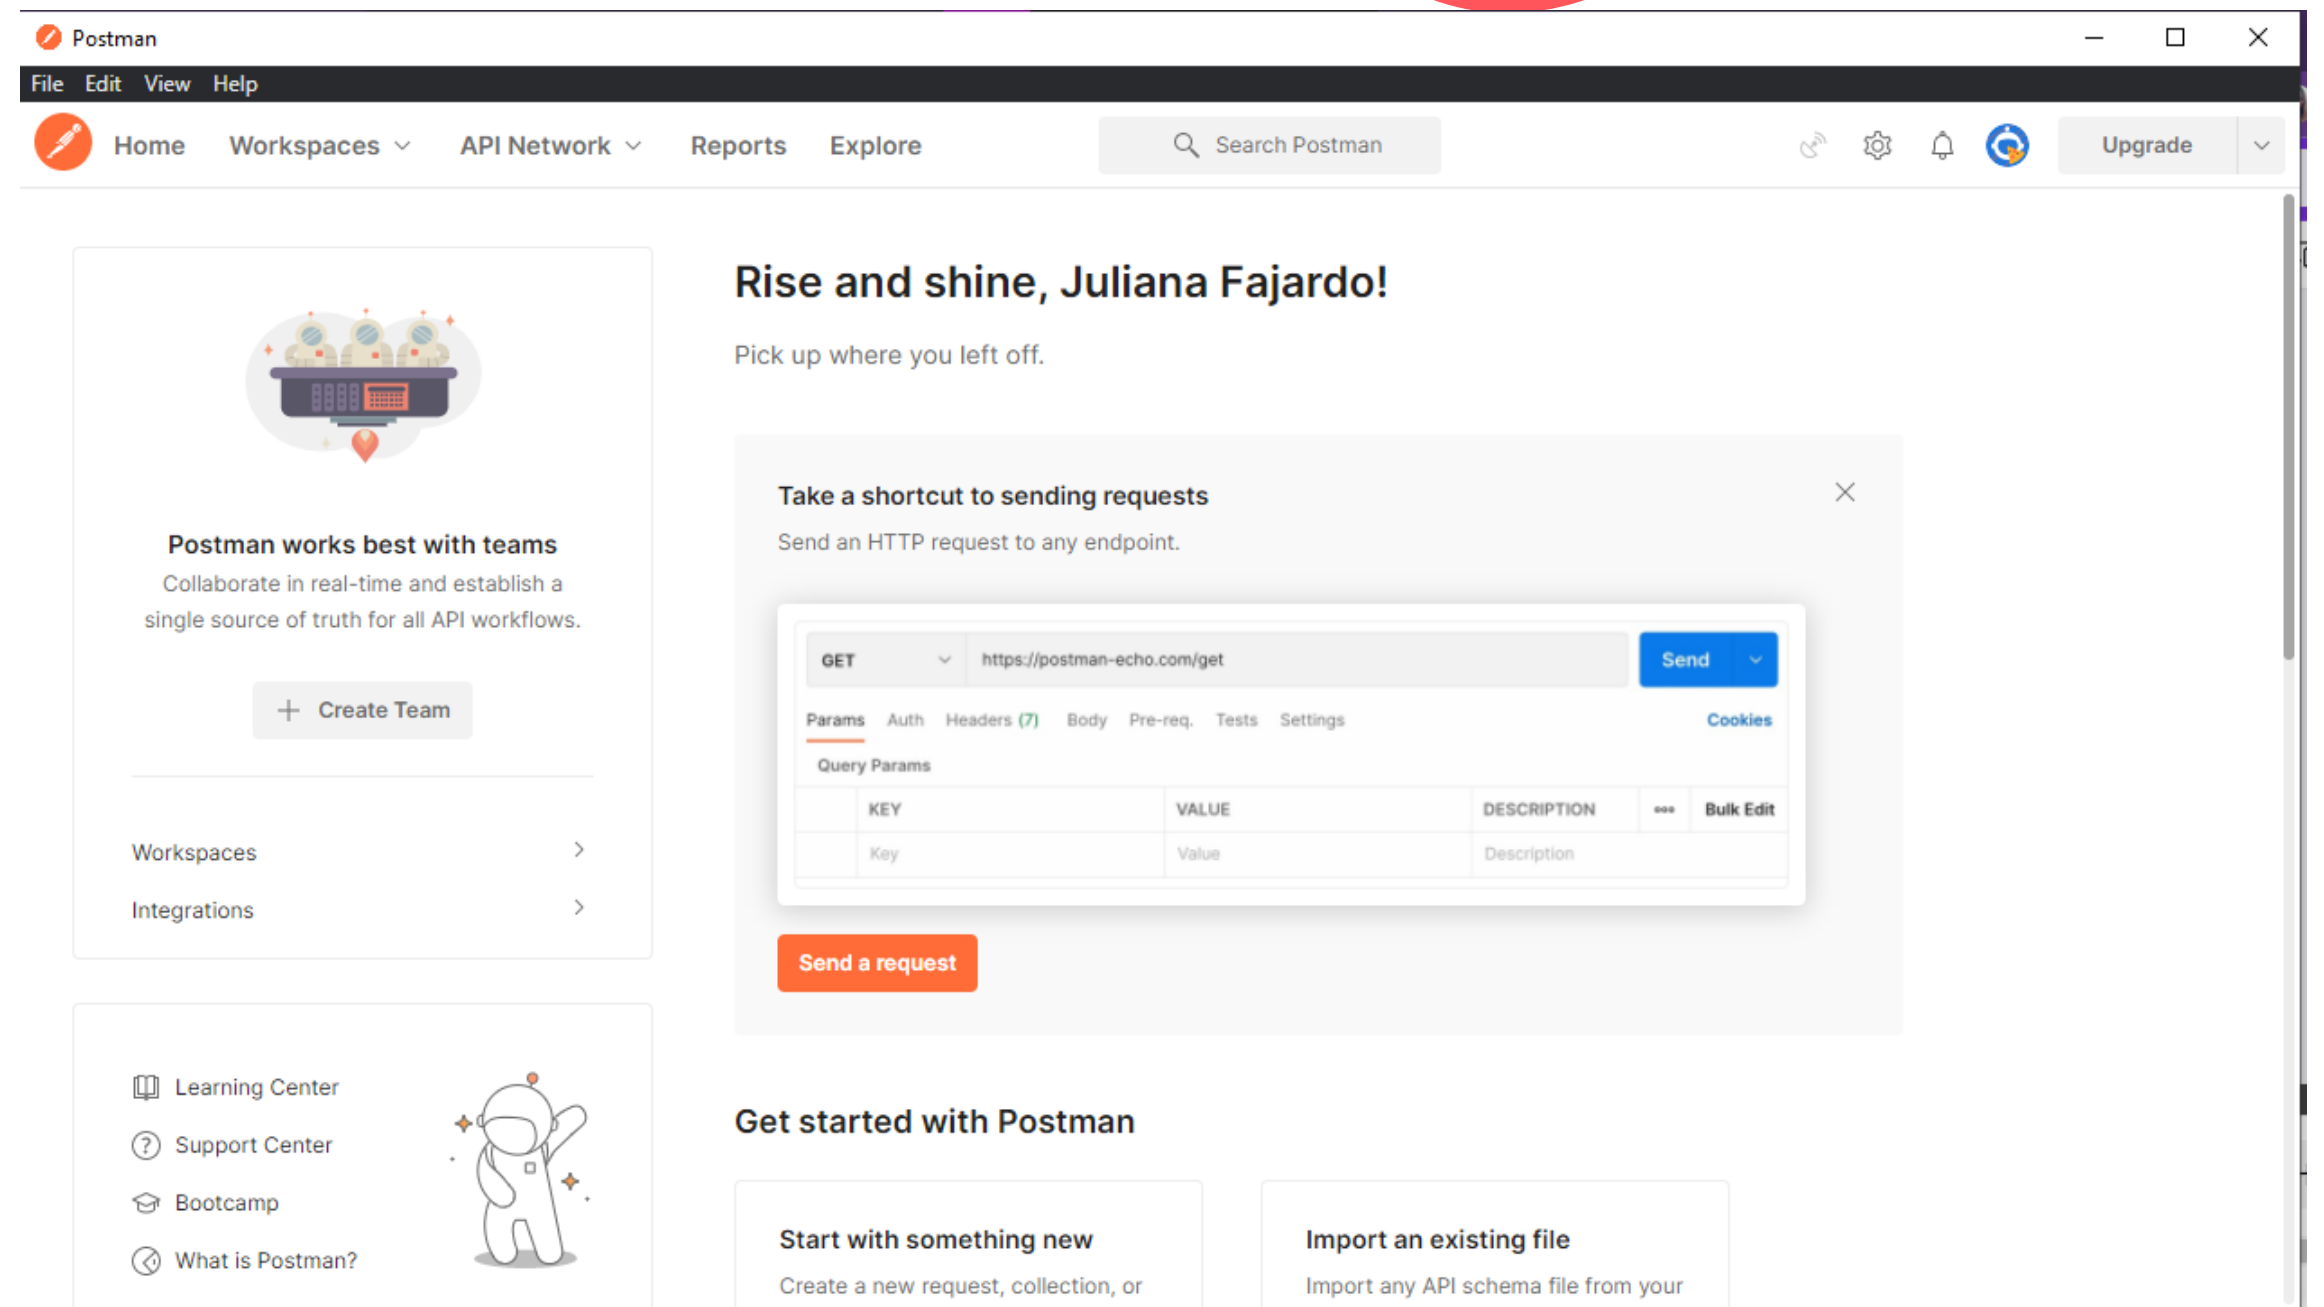 Postman
File Edit View Help
Home Workspaces API Network Reports Explore Search Postman Upgrade
Postman works best with teams
Collaborate in real-time and establish a
single source of truth for all API workflows.
+ Create Team
Workspaces
Integrations
Learning Center
Support Center
Bootcamp
What is Postman?
Rise and shine, Juliana Fajardo!
Pick up where you left off.
Take a shortcut to sending requests
Send an HTTP request to any endpoint.
GET https://postman-echo.com/get Send
Params Auth Headers (7) Body Pre-req. Tests Settings Cookies
Query Params
KEY VALUE DESCRIPTION ooo Bulk Edit
Key Value Description
Send a request
Get started with Postman
Start with something new
Create a new request, collection, or
Import an existing file
Import any API schema file from your